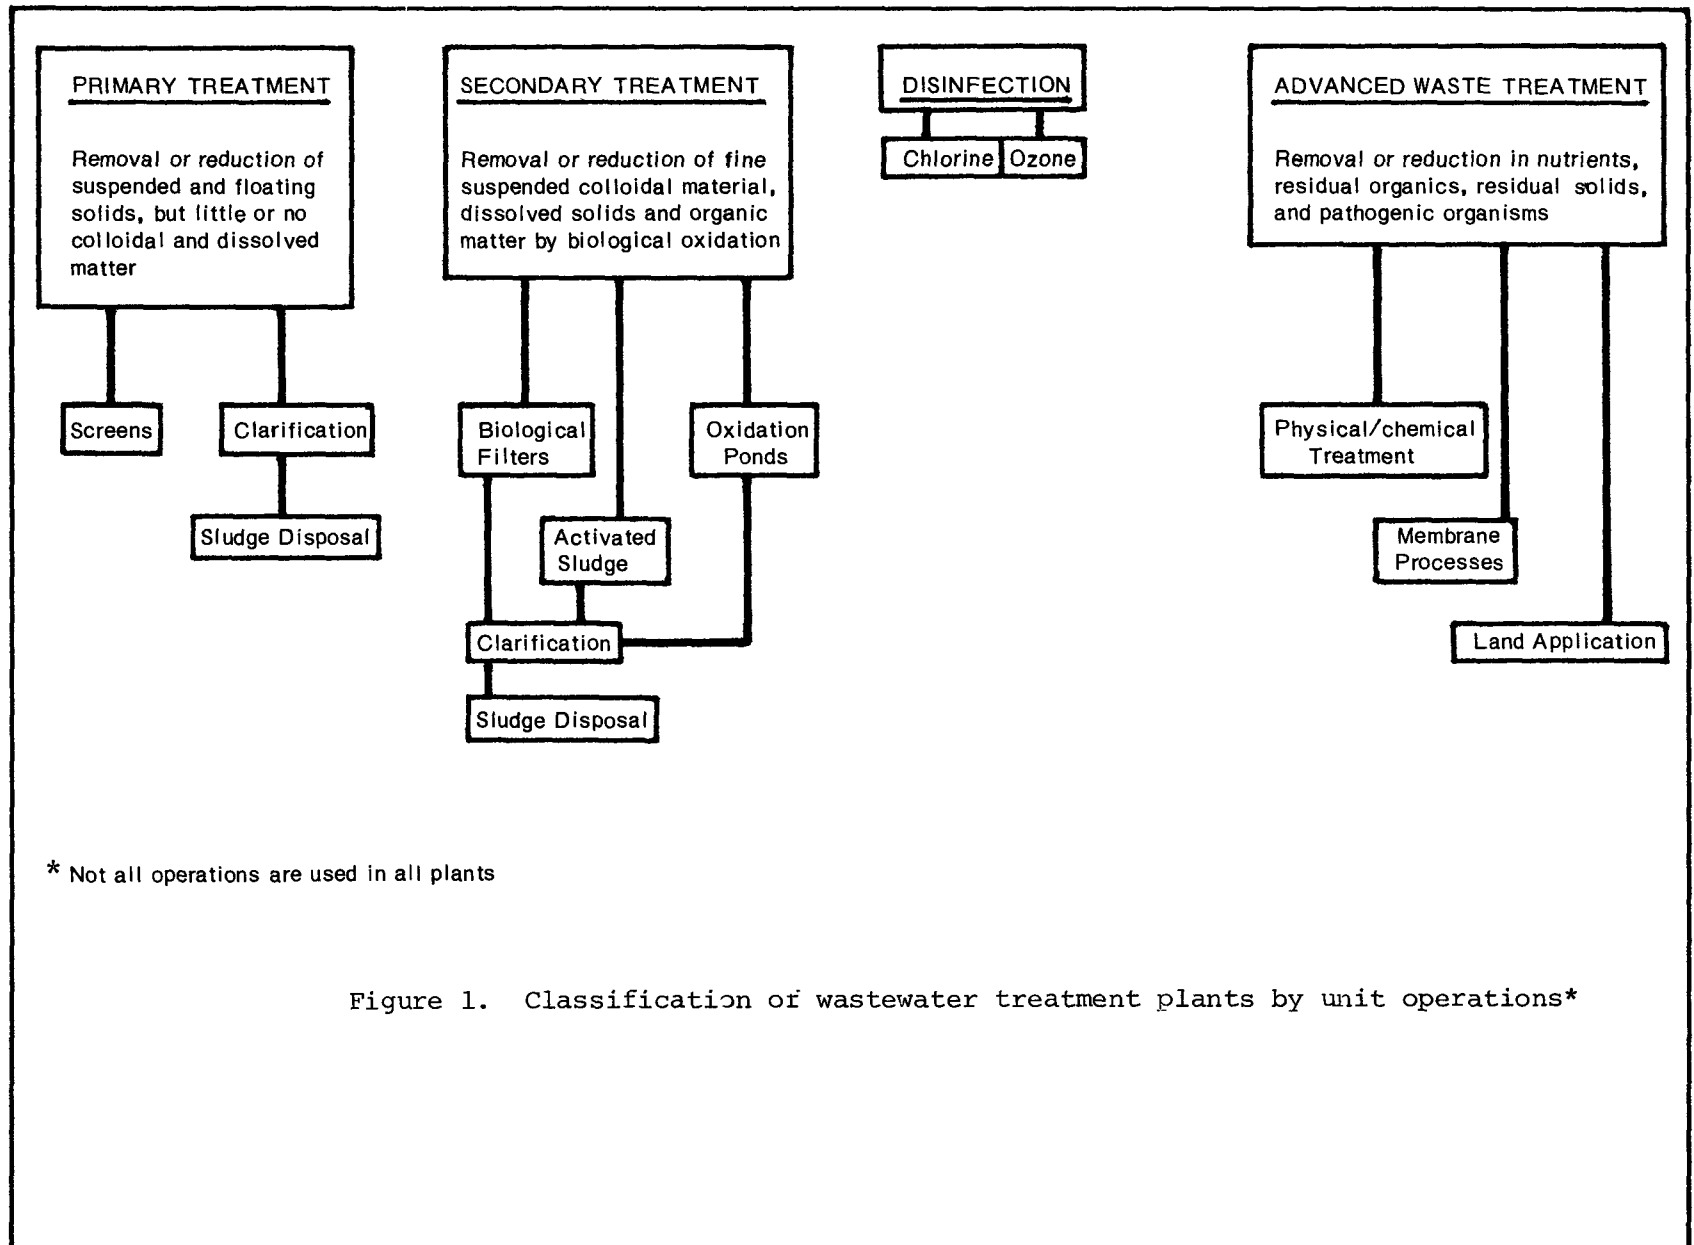 PRIMARY TREATMENT
Removal or reduction of
suspended and floating
solids, but little or no
colloidal and dissolved
matter
Screens
Clarification
Sludge Disposal
SECONDARY TREATMENT
Removal or reduction of fine
suspended colloidal material,
dissolved solids and organic
matter by biological oxidation
Biological
Filters
Activated
Sludge
Oxidation
Ponds
Clarification
Sludge Disposal
DISINFECTION
Chlorine
Ozone
ADVANCED WASTE TREATMENT
Removal or reduction in nutrients,
residual organics, residual solids,
and pathogenic organisms
Physical/chemical
Treatment
Membrane
Processes
Land Application
* Not all operations are used in all plants
Figure 1. Classification of wastewater treatment plants by unit operations*